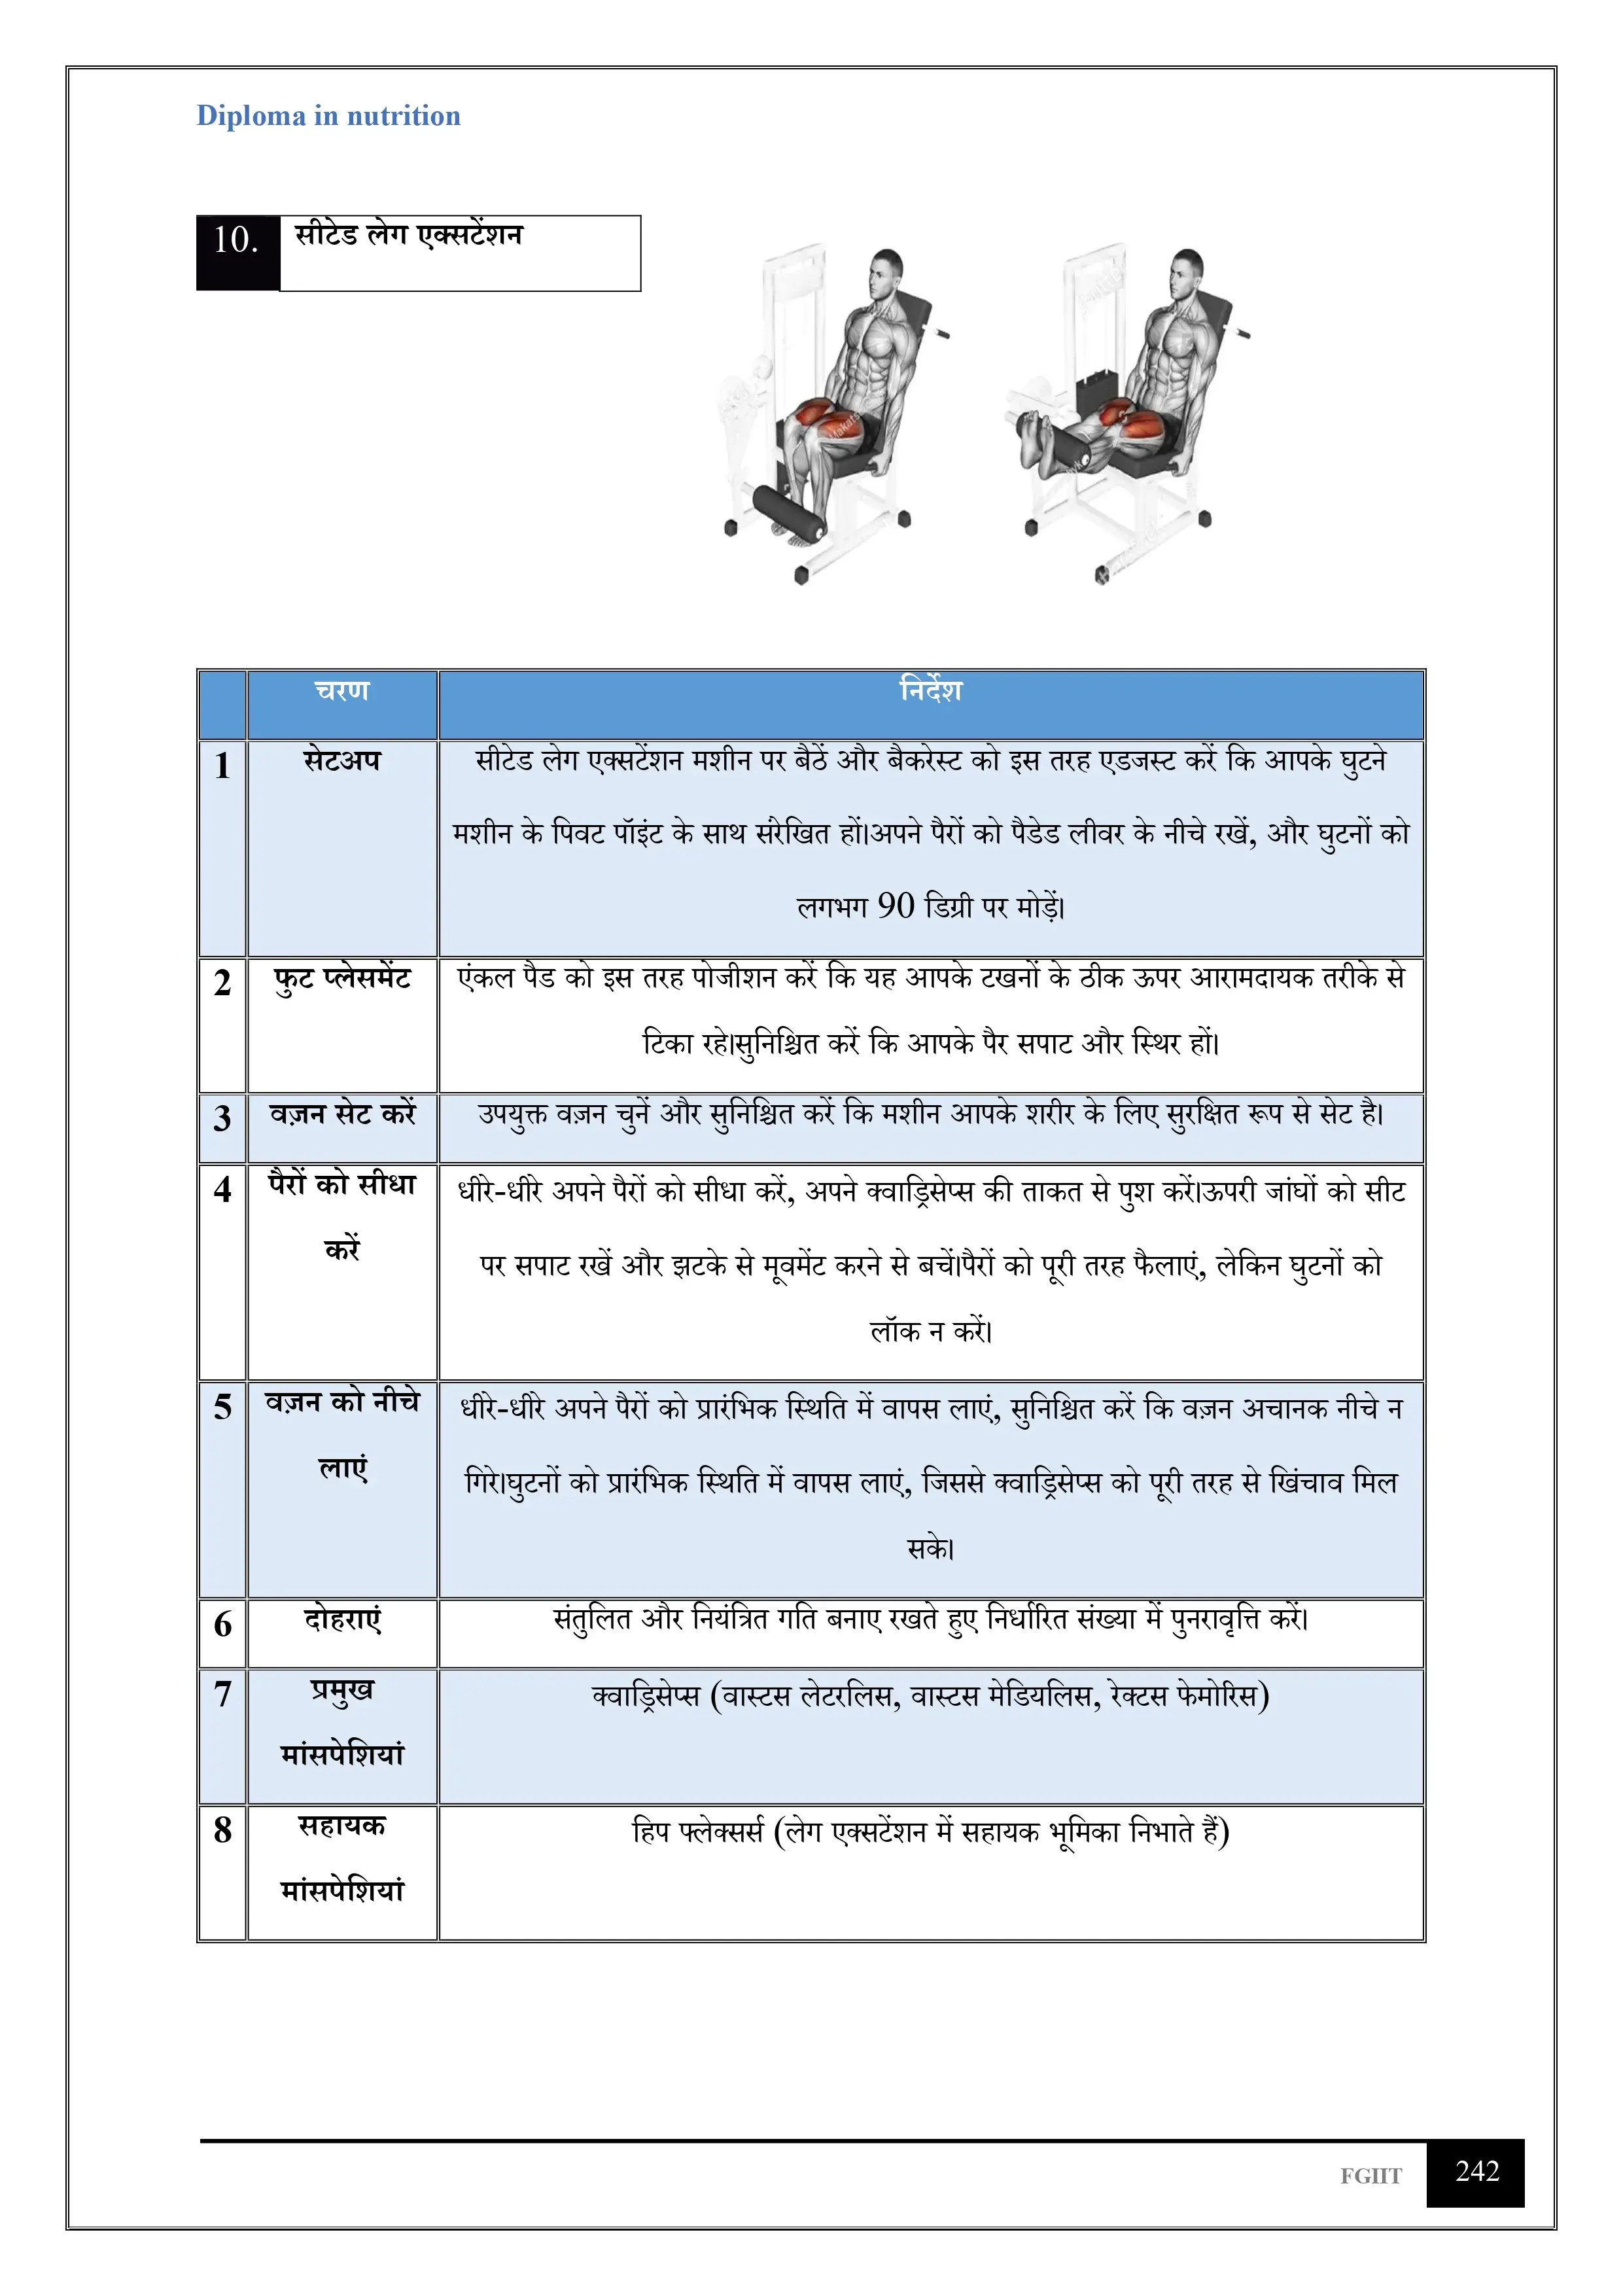 Diploma in nutrition
10. सीटेड लेग एक्सटेंशन
चरण निर्देश
1 सेटअप सीटेड लेग एक्सटेंशन मशीन पर बैठें और बैकरेस्ट को इस तरह एडजस्ट करें कि आपके घुटने
मशीन के पिवट पॉइंट के साथ संरेखित हों।अपने पैरों को पैडेड लीवर के नीचे रखें, और घुटनों को
लगभग 90 डिग्री पर मोड़ें।
2 फुट प्लेसमेंट एंकल पैड को इस तरह पोजीशन करें कि यह आपके टखनों के ठीक ऊपर आरामदायक तरीके से
टिका रहे।सुनिश्चित करें कि आपके पैर सपाट और स्थिर हों।
3 वज़न सेट करें उपयुक्त वज़न चुनें और सुनिश्चित करें कि मशीन आपके शरीर के लिए सुरक्षित रूप से सेट है।
4 पैरों को सीधा धीरे-धीरे अपने पैरों को सीधा करें, अपने क्वाड्रिसेप्स की ताकत से पुश करें।ऊपरी जांघों को सीट
करें पर सपाट रखें और झटके से मूवमेंट करने से बचें।पैरों को पूरी तरह फैलाएं, लेकिन घुटनों को
लॉक न करें।
5 वज़न को नीचे धीरे-धीरे अपने पैरों को प्रारंभिक स्थिति में वापस लाएं, सुनिश्चित करें कि वज़न अचानक नीचे न
लाएं गिरे।घुटनों को प्रारंभिक स्थिति में वापस लाएं, जिससे क्वाड्रिसेप्स को पूरी तरह से खिंचाव मिल
सके।
6 दोहराएं संतुलित और नियंत्रित गति बनाए रखते हुए निर्धारित संख्या में पुनरावृत्ति करें।
7 प्रमुख क्वाड्रिसेप्स (वास्टस लेटरलिस, वास्टस मेडियलिस, रेक्टस फेमोरिस)
मांसपेशियां
8 सहायक हिप फ्लेक्सर्स (लेग एक्सटेंशन में सहायक भूमिका निभाते हैं)
मांसपेशियां
FGIIT 242